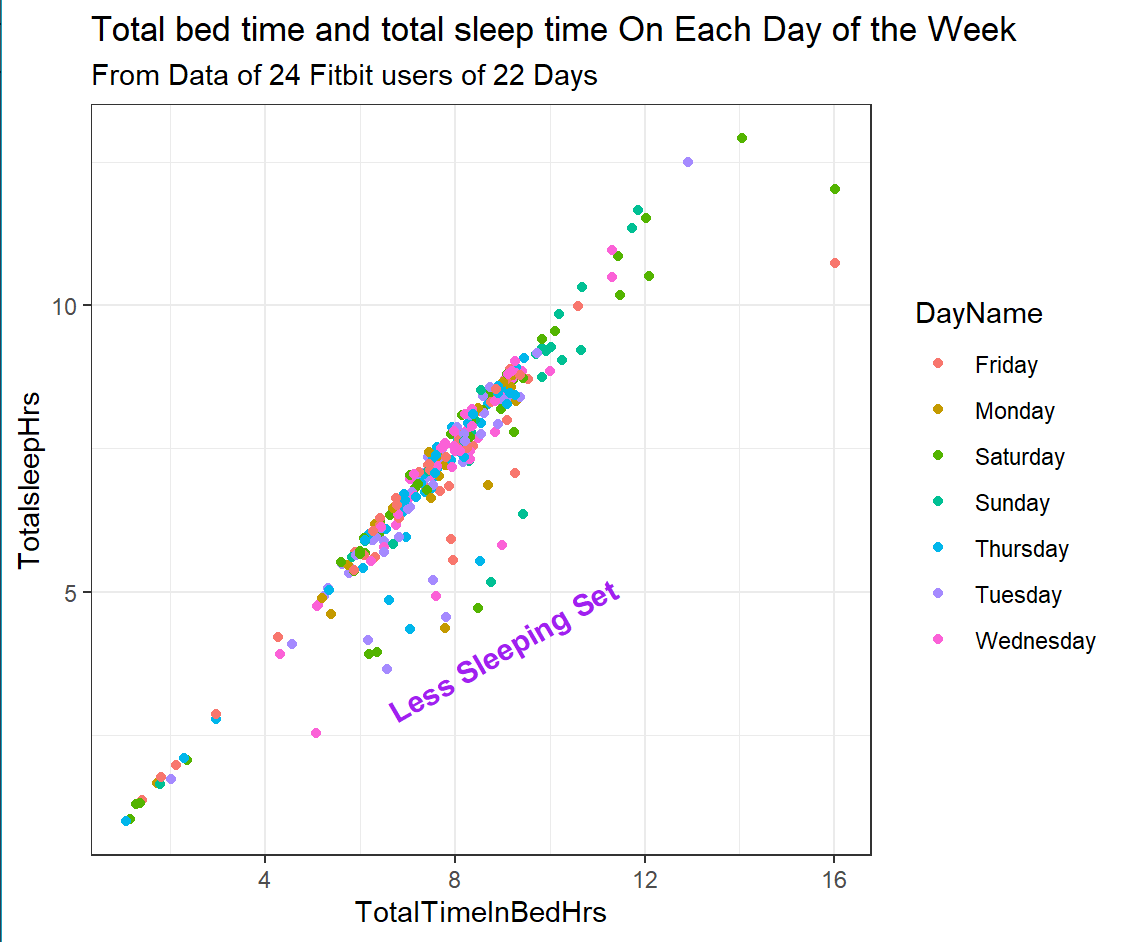 Total bed time and total sleep time On Each Day of the Week
From Data of 24 Fitbit users of 22 Days
TotalsleepHrs
10
5
Less Sleeping Set
4
8
12
16
TotalTimeInBedHrs
DayName
Friday
Monday
Saturday
Sunday
Thursday
Tuesday
Wednesday